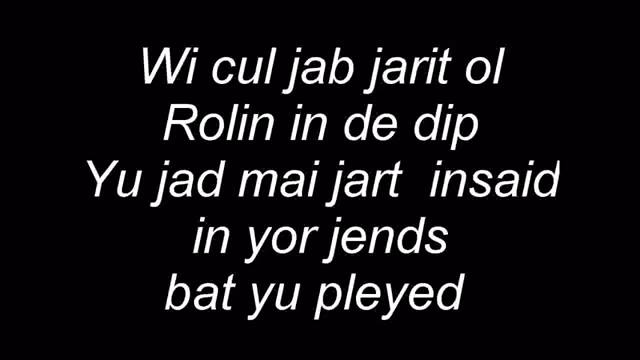 Wi cul jab jarit ol
Rolin in de dip
Yu jad mai jart insaid
in yor jends
bat yu pleyed